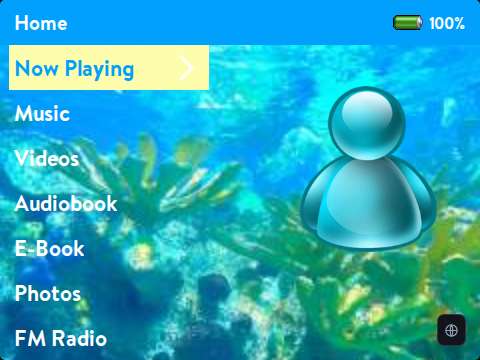 Home
100%
Now Playing
Music
Videos
Audiobook
E-Book
Photos
FM Radio